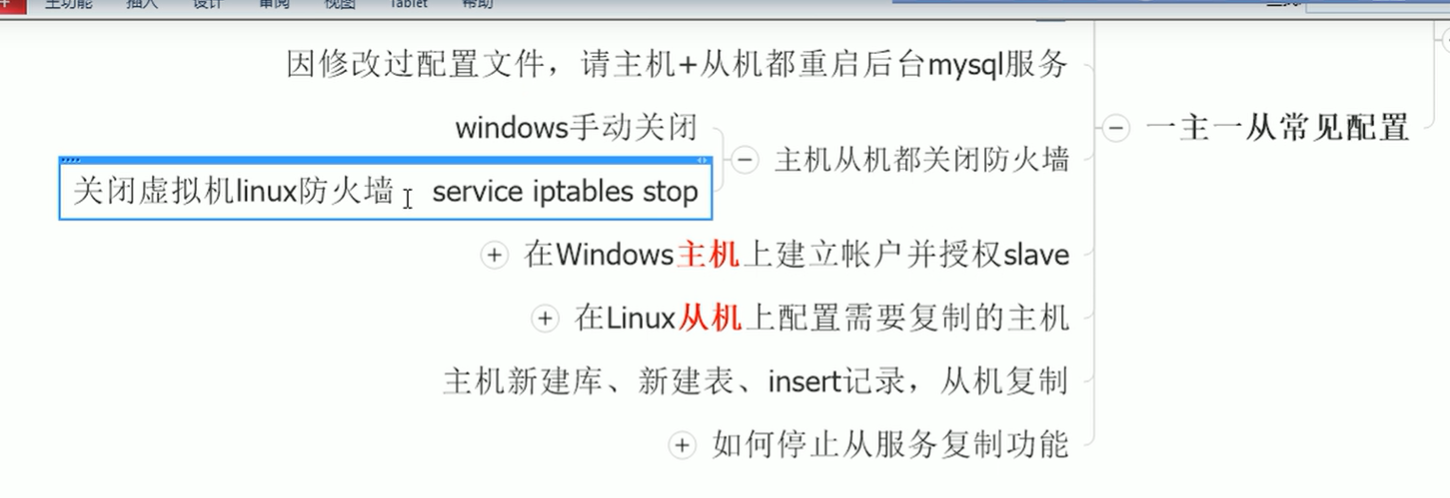 主功能 插入 设计 审阅 视图 Tablet 帮助
因修改过配置文件，请主机+从机都重启后台mysql服务
windows手动关闭
一主一从常见配置
主机从机都关闭防火墙
关闭虚拟机linux防火墙 service iptables stop
在Windows主机上建立帐户并授权slave
在Linux从机上配置需要复制的主机
主机新建库、新建表、insert记录，从机复制
如何停止从服务复制功能